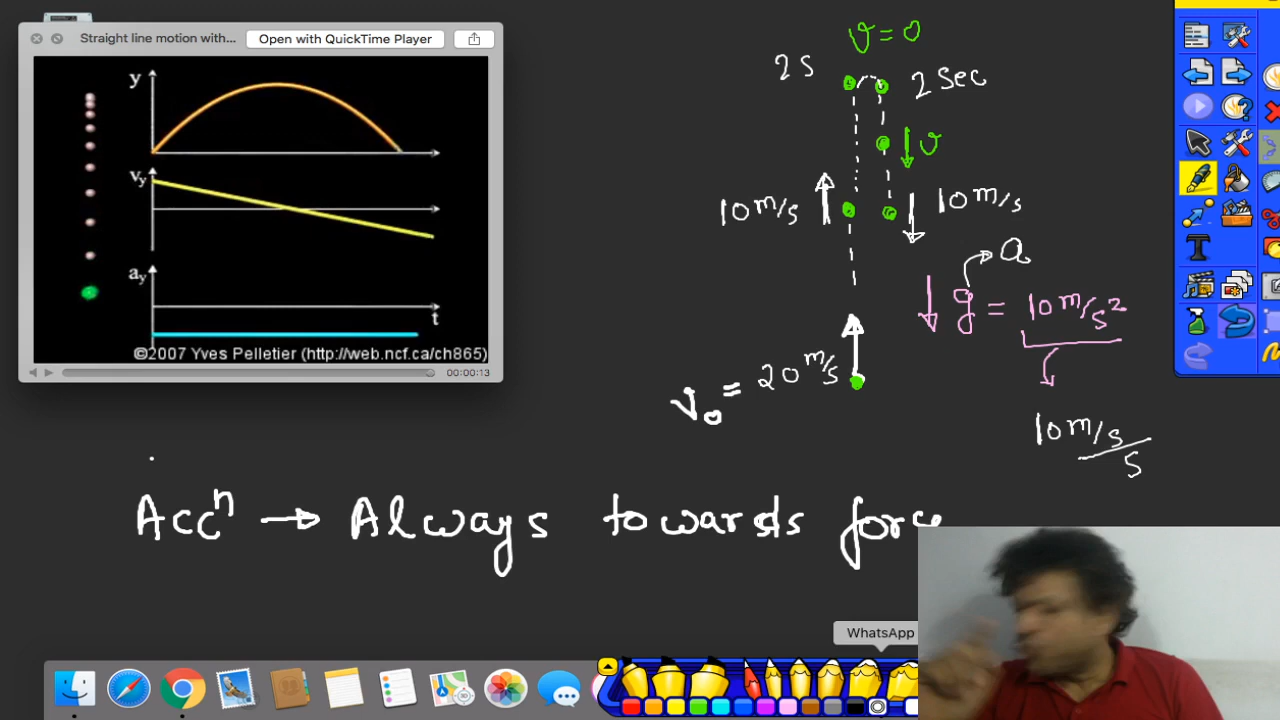 Straight line motion with...
Open with QuickTime Player
y
vy
ay
t
©2007 Yves Pelletier (http://web.ncf.ca/ch865)
00:00:13
v = 0
2 S
2 Sec
v
10 m/s
10 m/s
a
g = 10 m/s2
v0 = 20 m/s
10 m/s/s
Accn → Always towards force
WhatsApp
T